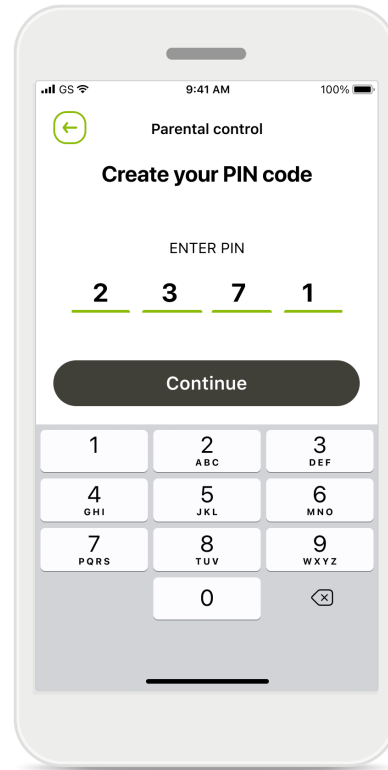 GS 9:41 AM 100%
Parental control
Create your PIN code
ENTER PIN
2 3 7 1
Continue
1 2 3
ABC DEF
4 5 6
GHI JKL MNO
7 8 9
PQRS TUV WXYZ
0